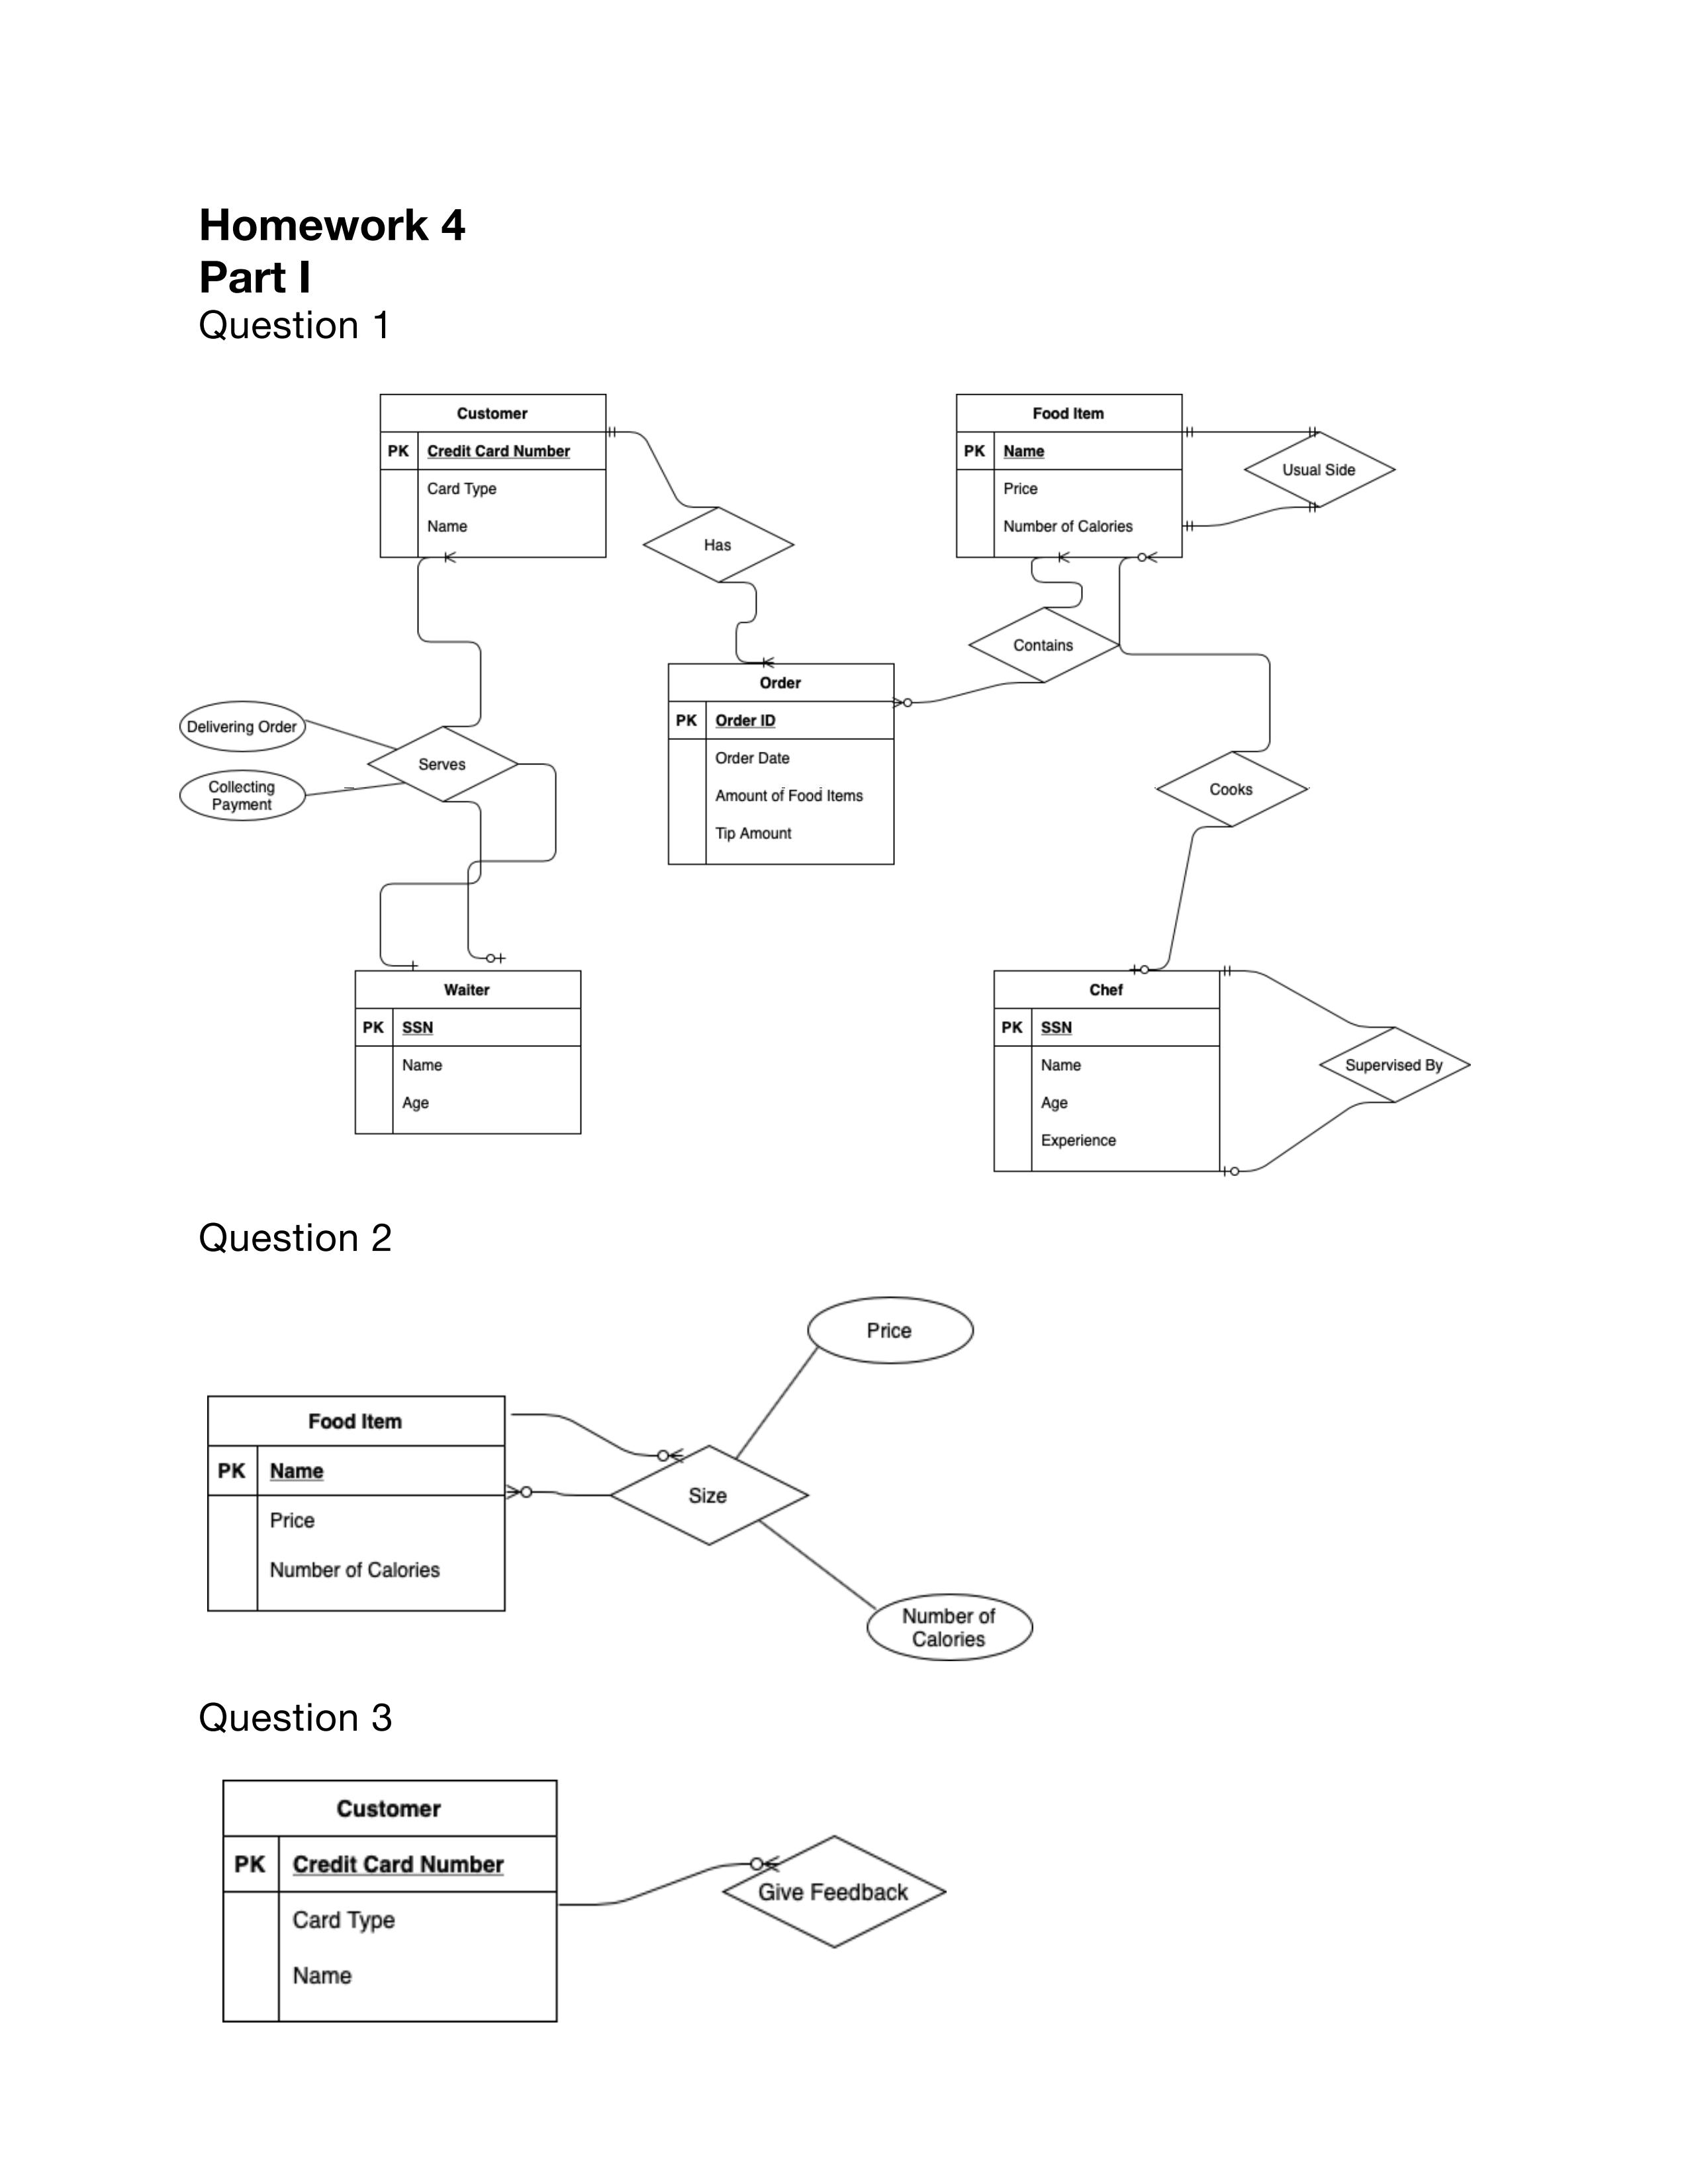 Homework 4
Part I
Question 1
Customer
PK Credit Card Number
Card Type
Name
Has
Food Item
PK Name
Price
Number of Calories
Usual Side
Contains
Order
PK Order ID
Order Date
Amount of Food Items
Tip Amount
Delivering Order
Collecting
Payment
Serves
Cooks
Waiter
PK SSN
Name
Age
Chef
PK SSN
Name
Age
Experience
Supervised By
Question 2
Price
Food Item
PK Name
Price
Number of Calories
Size
Number of
Calories
Question 3
Customer
PK Credit Card Number
Card Type
Name
Give Feedback